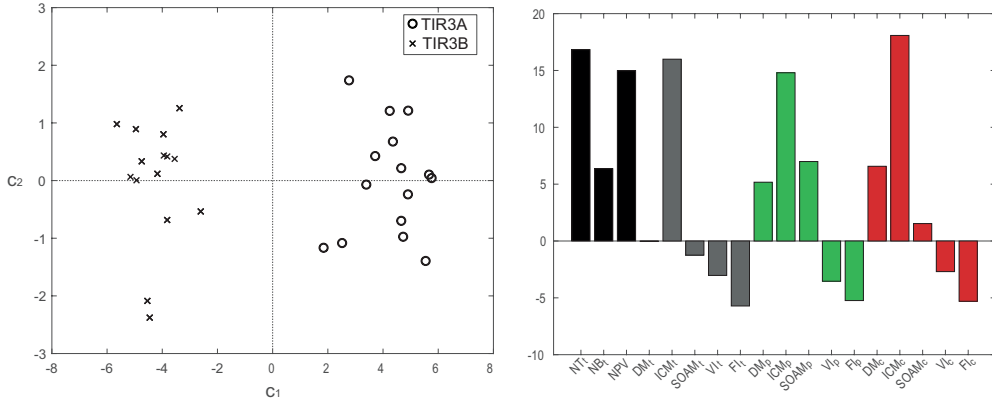 3
2
1
0
-1
-2
-3
C2
-6
-4
-2
0
2
4
6
8
C1
TIR3A
TIR3B
20
15
10
5
0
-5
-10
NTt
NBt
NPV
DMt
ICMt
SOAMt
VIt
FIt
DMp
ICMp
SOAMp
VIp
FIp
DMc
ICMc
SOAMc
VIc
FIc